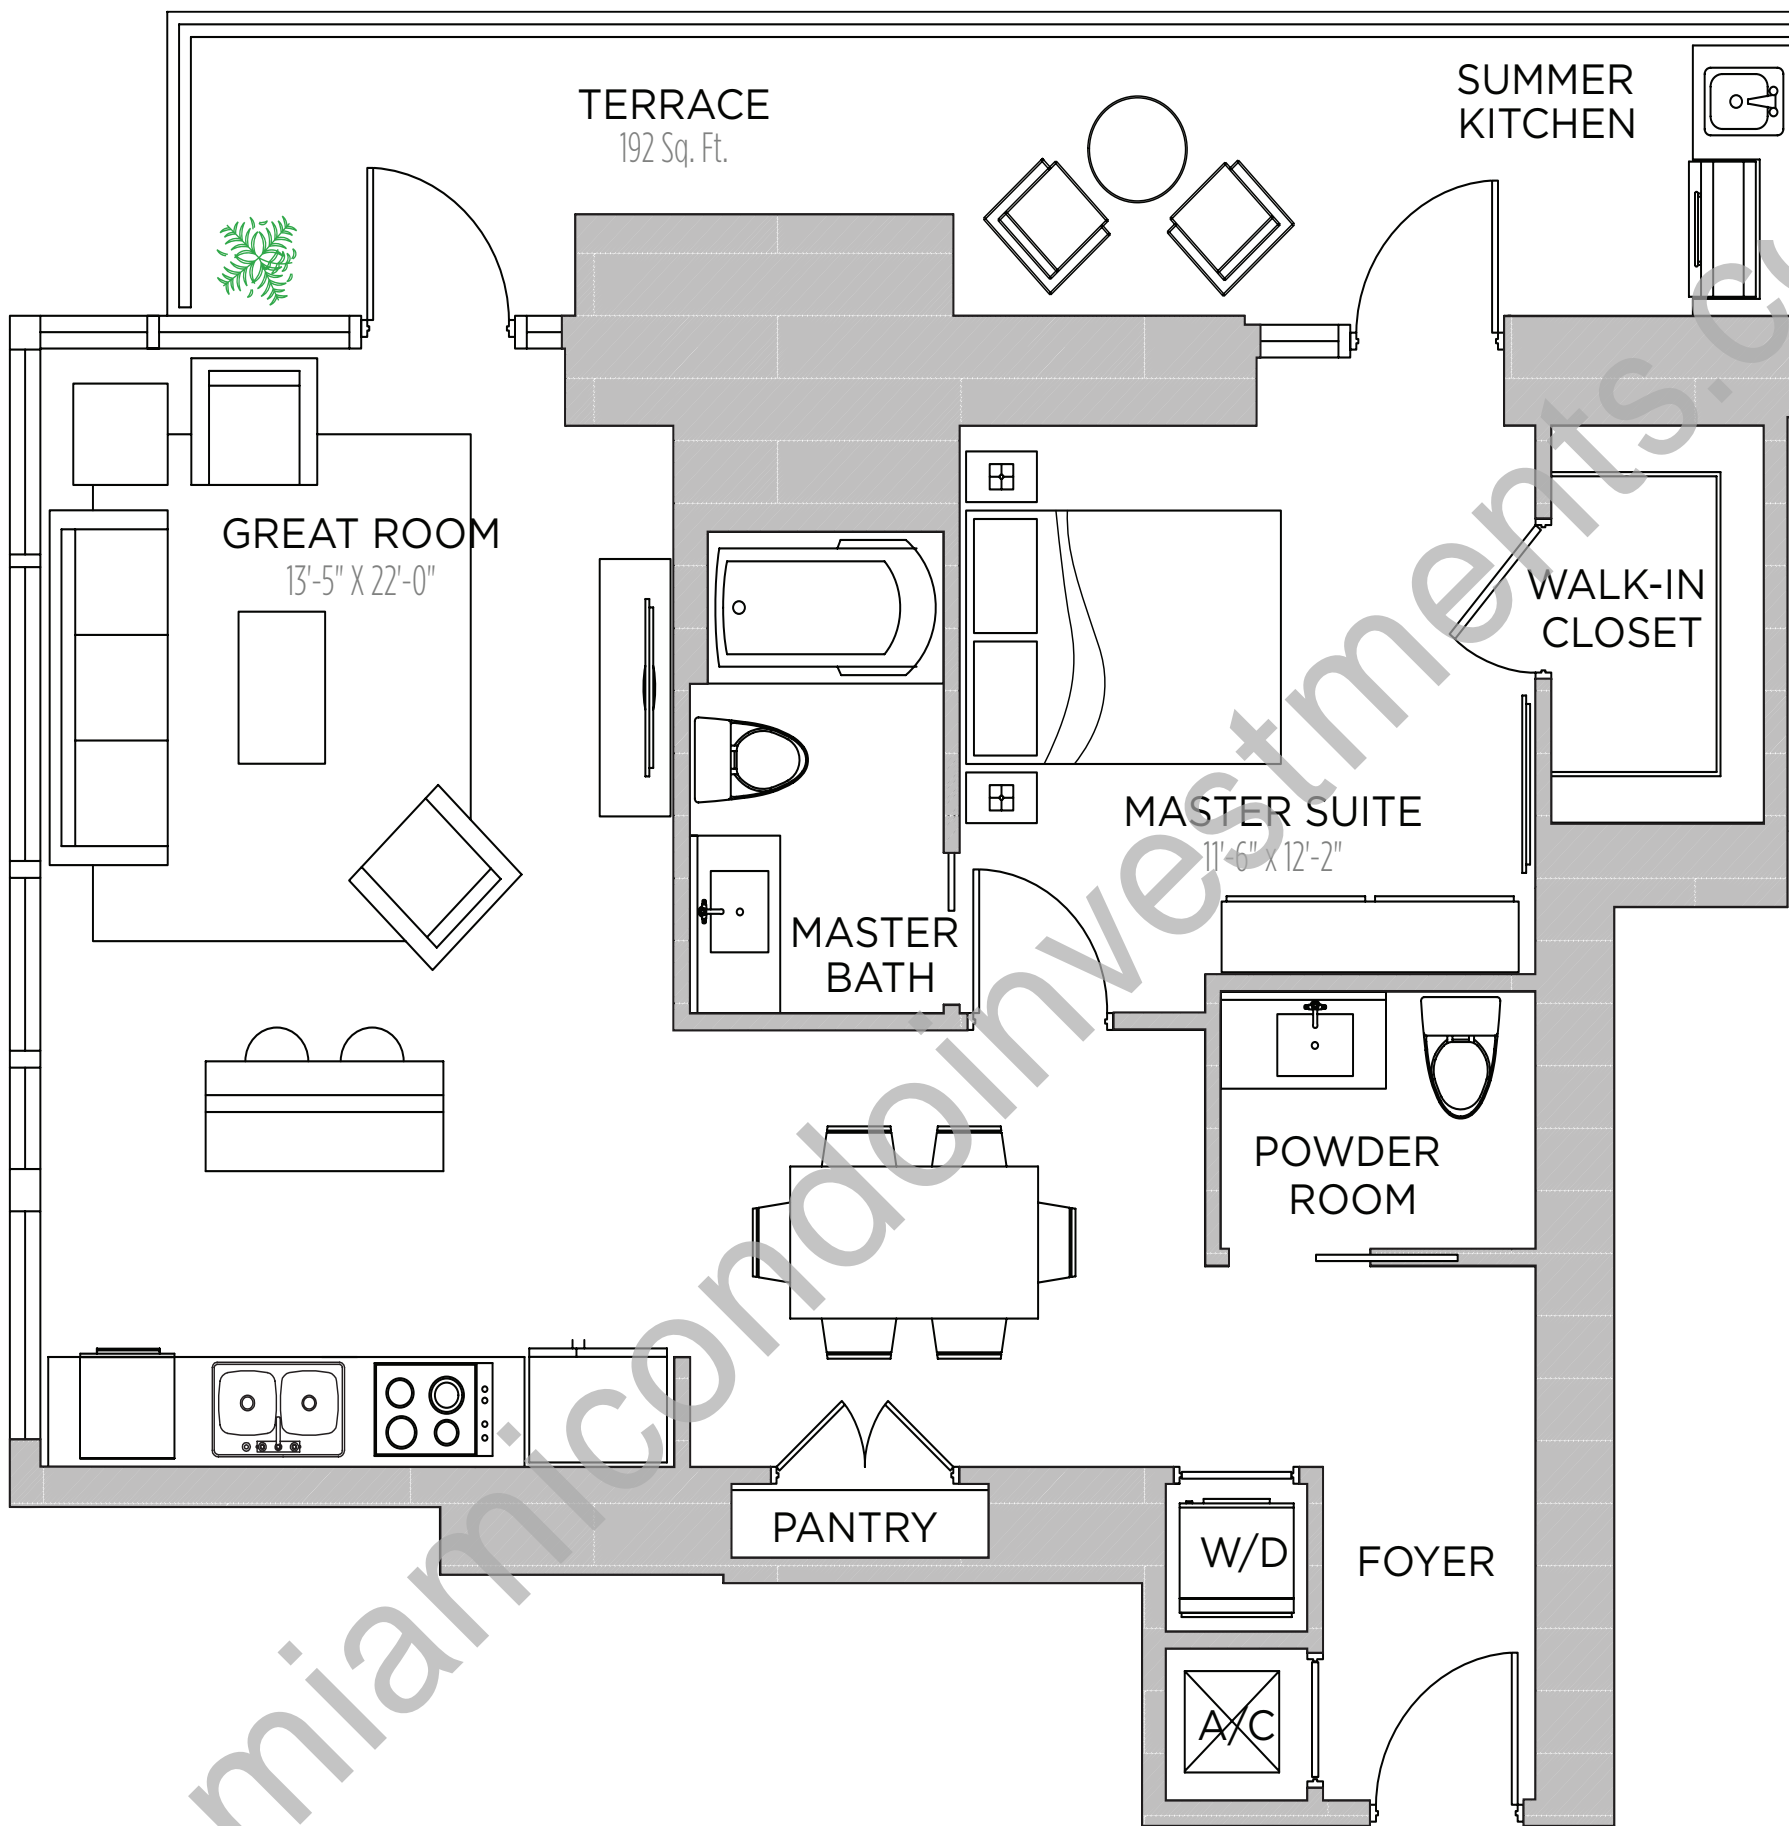 TERRACE
192 Sq. Ft.
SUMMER
KITCHEN
GREAT ROOM
13'-5" X 22'-0"
WALK-IN
CLOSET
MASTER SUITE
11'-6" x 12'-2"
MASTER
BATH
POWDER
ROOM
PANTRY
W/D
FOYER
A/C
miamicondoinvestments.co